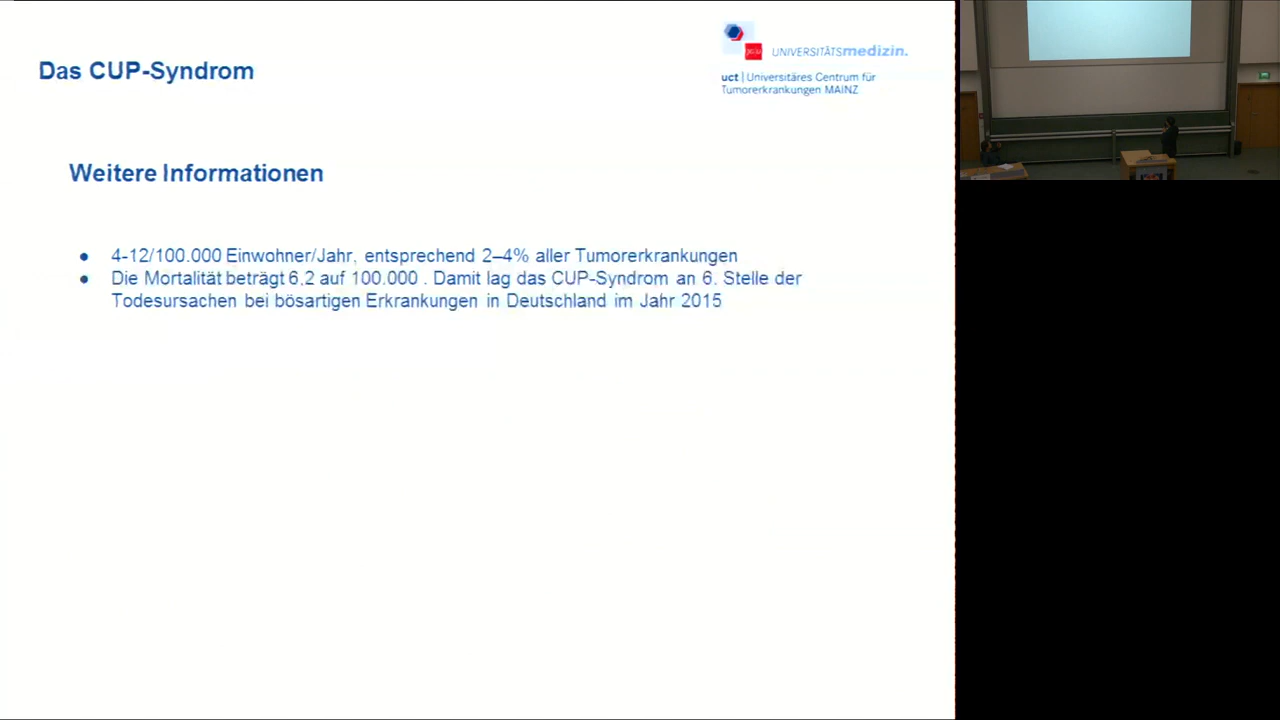 Das CUP-Syndrom
UNIVERSITÄTSmedizin.
uct | Universitäres Centrum für
Tumorerkrankungen MAINZ
Weitere Informationen
● 4-12/100.000 Einwohner/Jahr, entsprechend 2–4% aller Tumorerkrankungen
● Die Mortalität beträgt 6,2 auf 100.000 . Damit lag das CUP-Syndrom an 6. Stelle der
Todesursachen bei bösartigen Erkrankungen in Deutschland im Jahr 2015